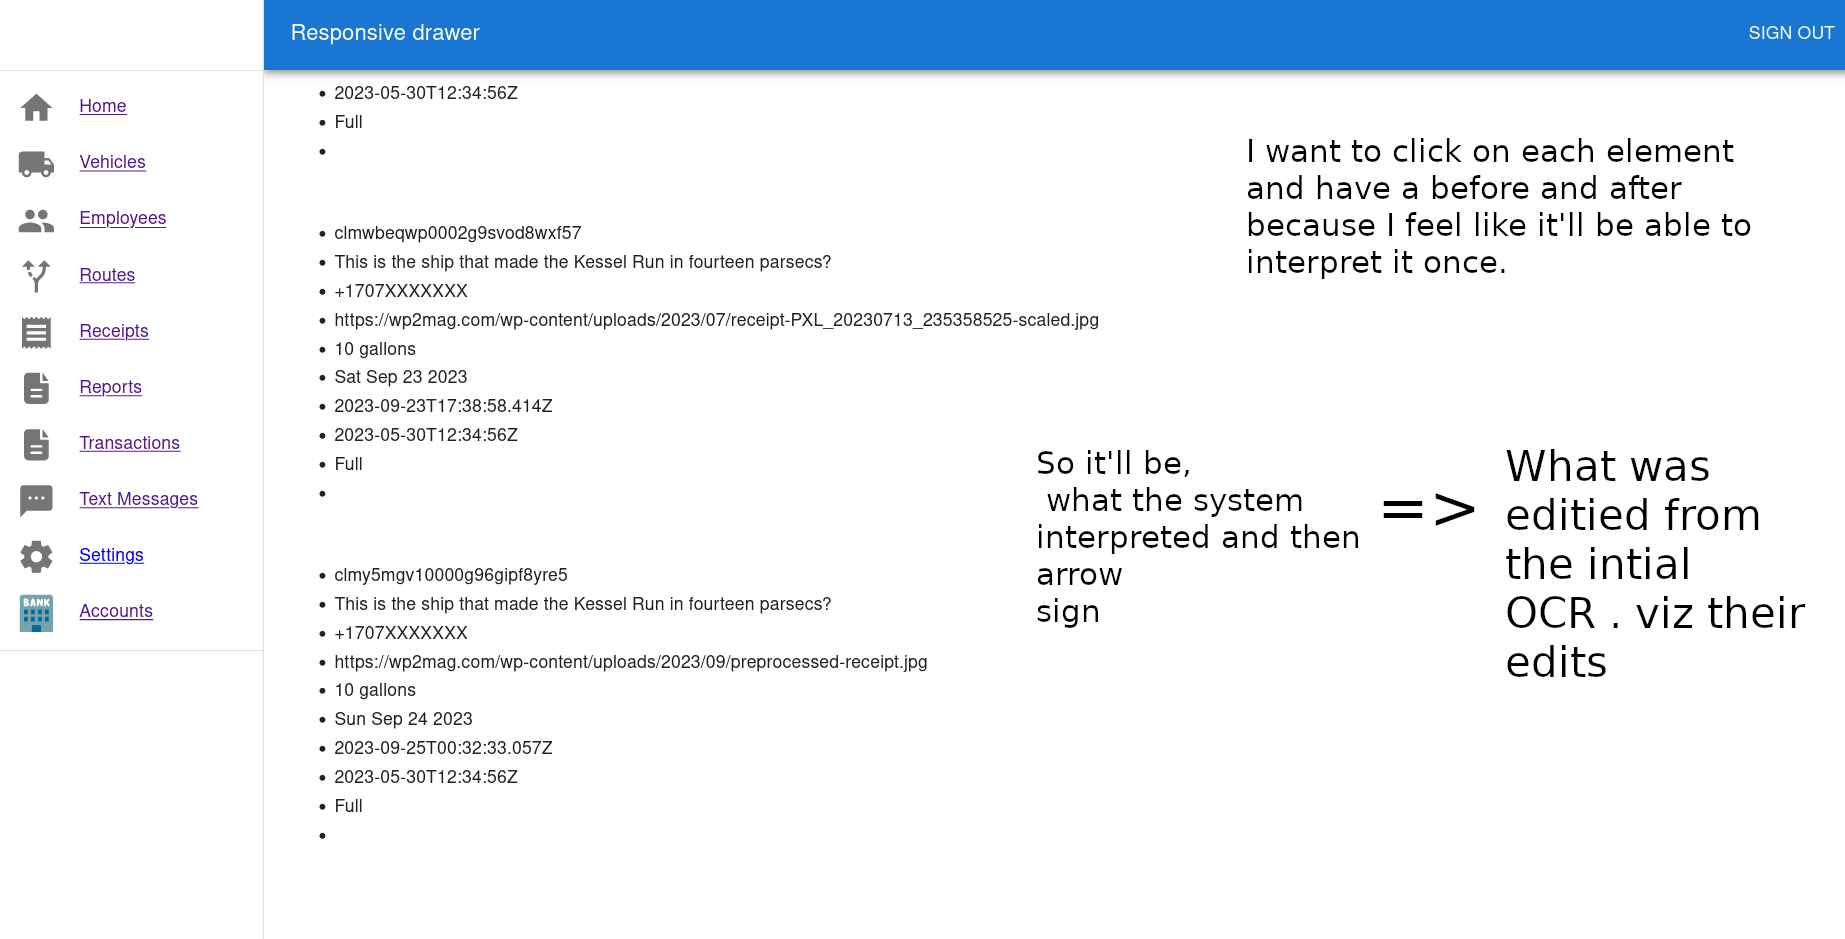 Responsive drawer
SIGN OUT
Home
Vehicles
Employees
Routes
Receipts
Reports
Transactions
Text Messages
Settings
BANK
Accounts
2023-05-30T12:34:56Z
Full
clmwbeqwp0002g9svod8wxf57
This is the ship that made the Kessel Run in fourteen parsecs?
+1707XXXXXXX
https://wp2mag.com/wp-content/uploads/2023/07/receipt-PXL_20230713_235358525-scaled.jpg
10 gallons
Sat Sep 23 2023
2023-09-23T17:38:58.414Z
2023-05-30T12:34:56Z
Full
clmy5mgv10000g96gipf8yre5
This is the ship that made the Kessel Run in fourteen parsecs?
+1707XXXXXXX
https://wp2mag.com/wp-content/uploads/2023/09/preprocessed-receipt.jpg
10 gallons
Sun Sep 24 2023
2023-09-25T00:32:33.057Z
2023-05-30T12:34:56Z
Full
I want to click on each element
and have a before and after
because I feel like it'll be able to
interpret it once.
So it'll be,
what the system
interpreted and then
arrow
sign
=>
What was
editied from
the intial
OCR . viz their
edits